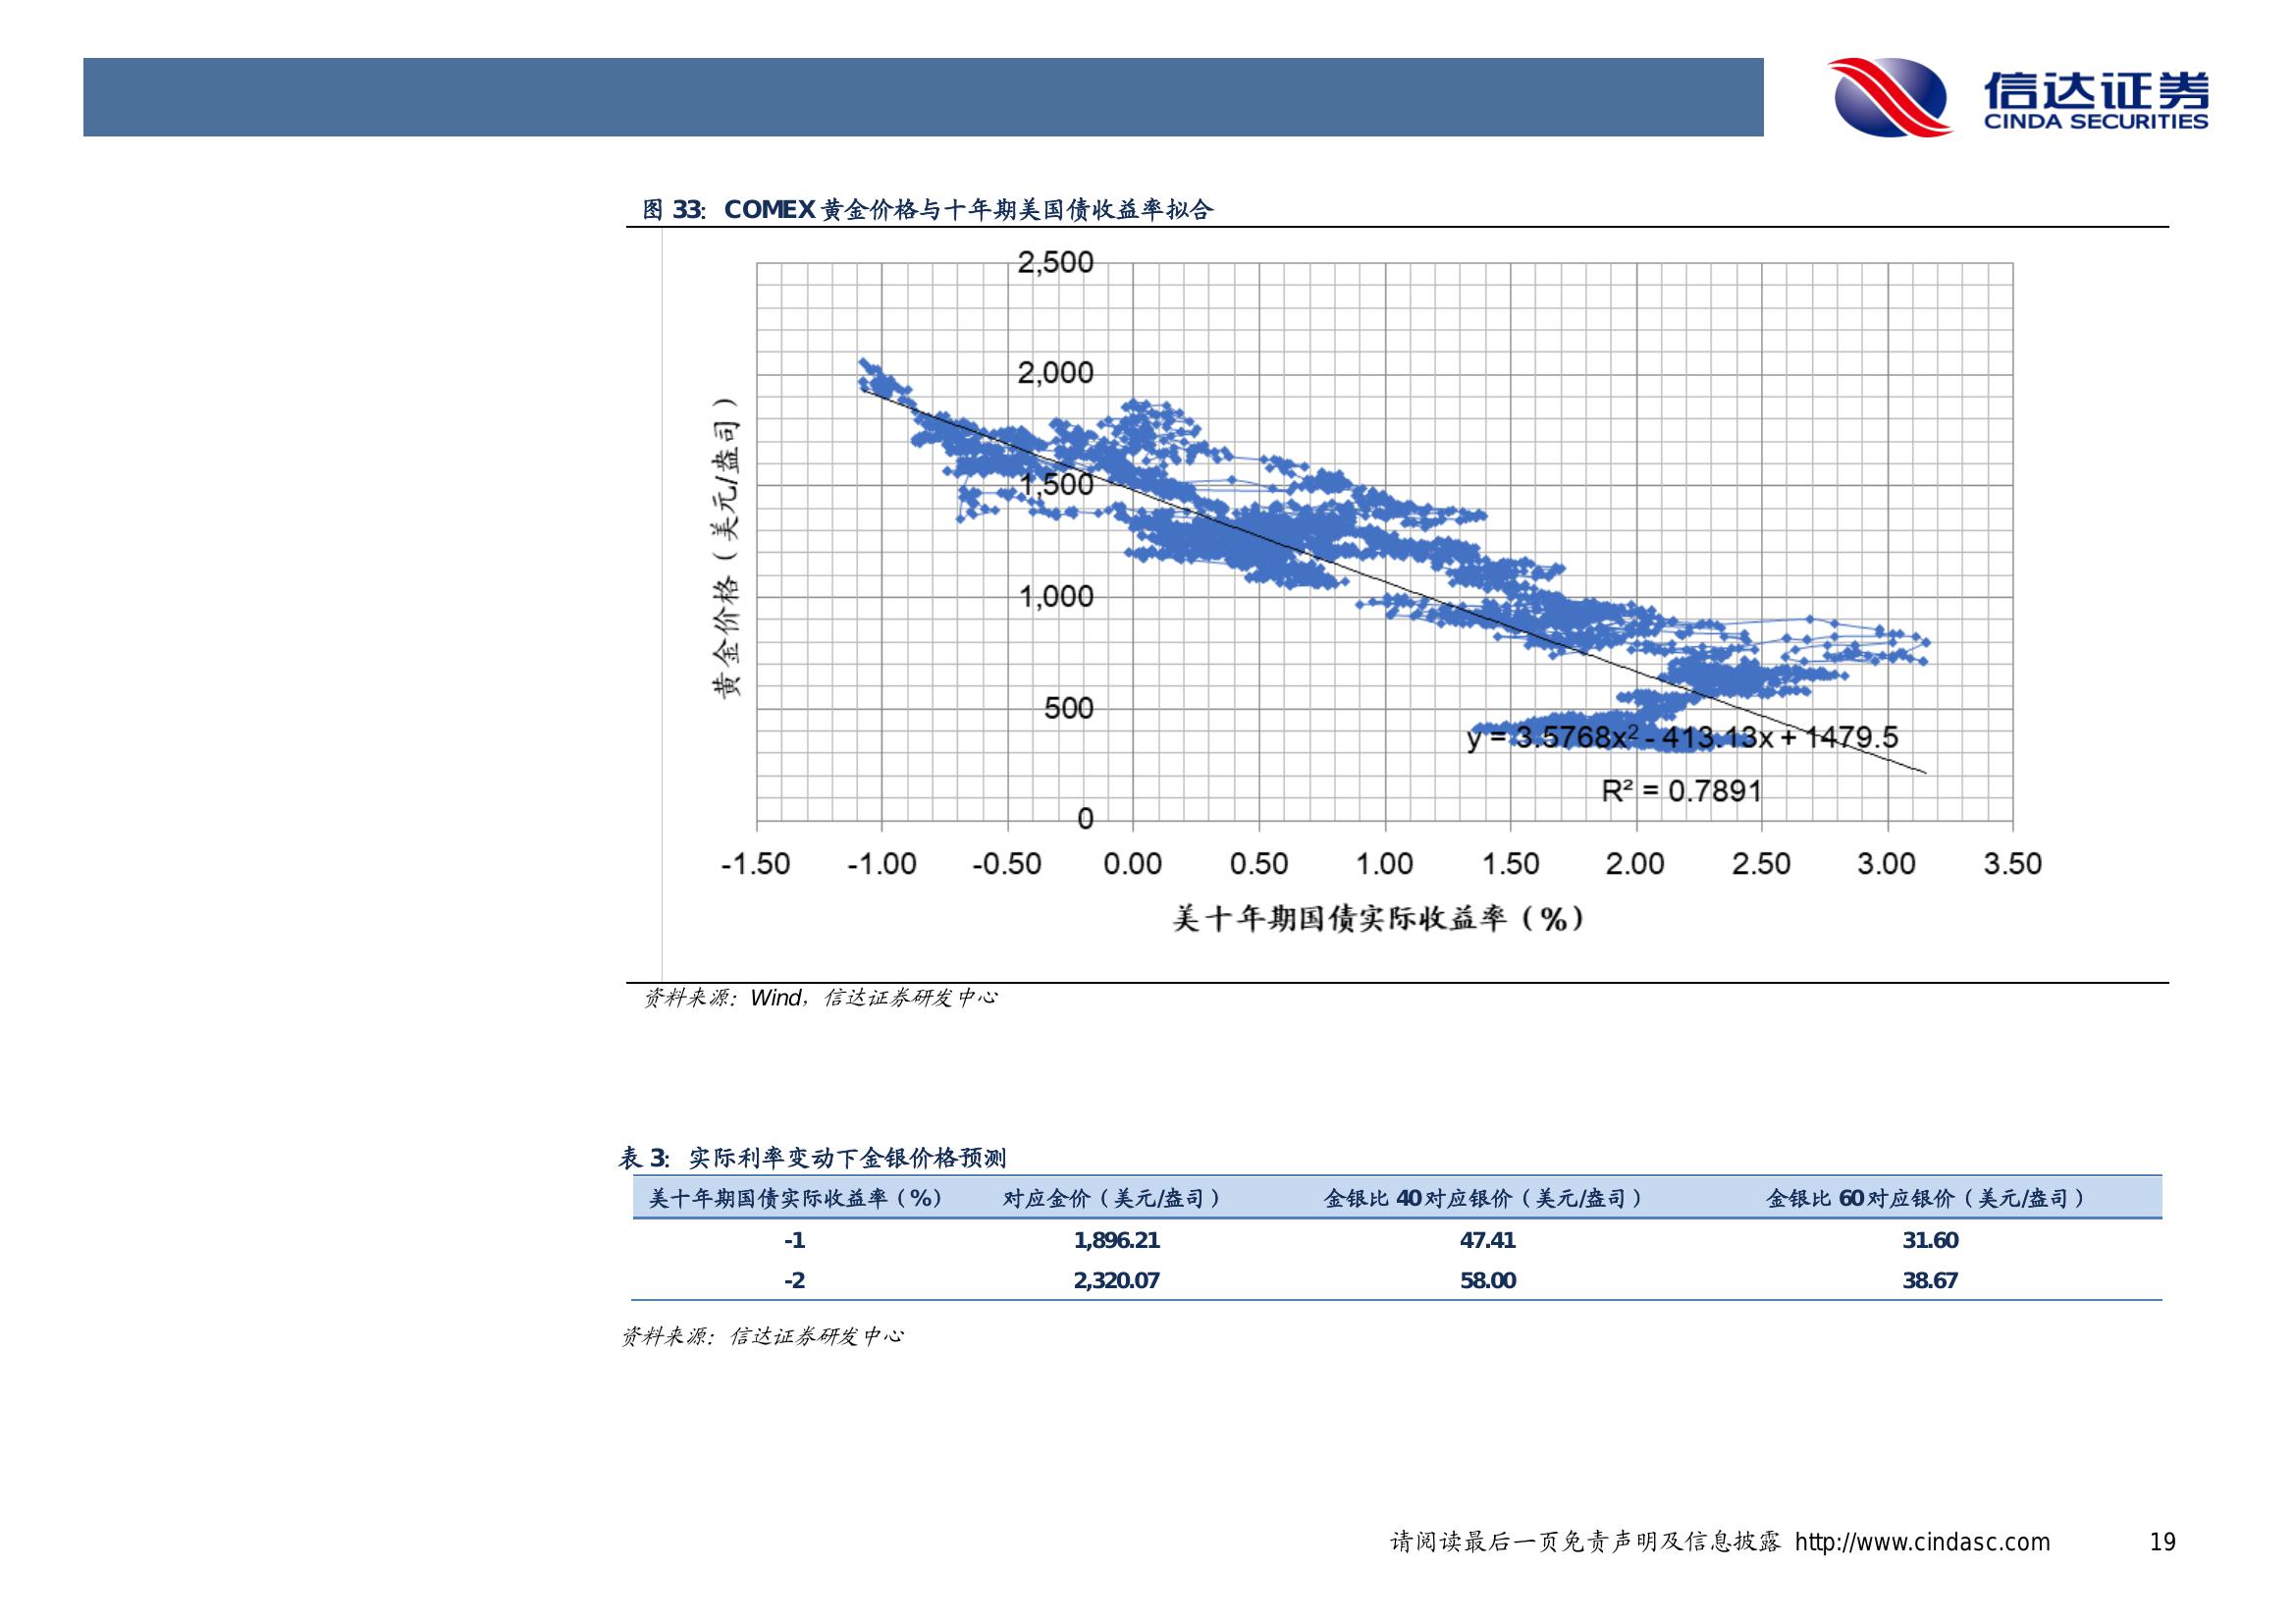 信达证券
CINDA SECURITIES
图 33：COMEX 黄金价格与十年期美国债收益率拟合
2,500
2,000
1,500
1,000
500
0
黄金价格（美元/盎司）
y = 3.5768x² - 413.13x + 1479.5
R² = 0.7891
-1.50 -1.00 -0.50 0.00 0.50 1.00 1.50 2.00 2.50 3.00 3.50
美十年期国债实际收益率（%）
资料来源：Wind，信达证券研发中心
表 3：实际利率变动下金银价格预测
美十年期国债实际收益率（%） 对应金价（美元/盎司） 金银比 40 对应银价（美元/盎司） 金银比 60 对应银价（美元/盎司）
-1 1,896.21 47.41 31.60
-2 2,320.07 58.00 38.67
资料来源：信达证券研发中心
请阅读最后一页免责声明及信息披露 http://www.cindasc.com 19